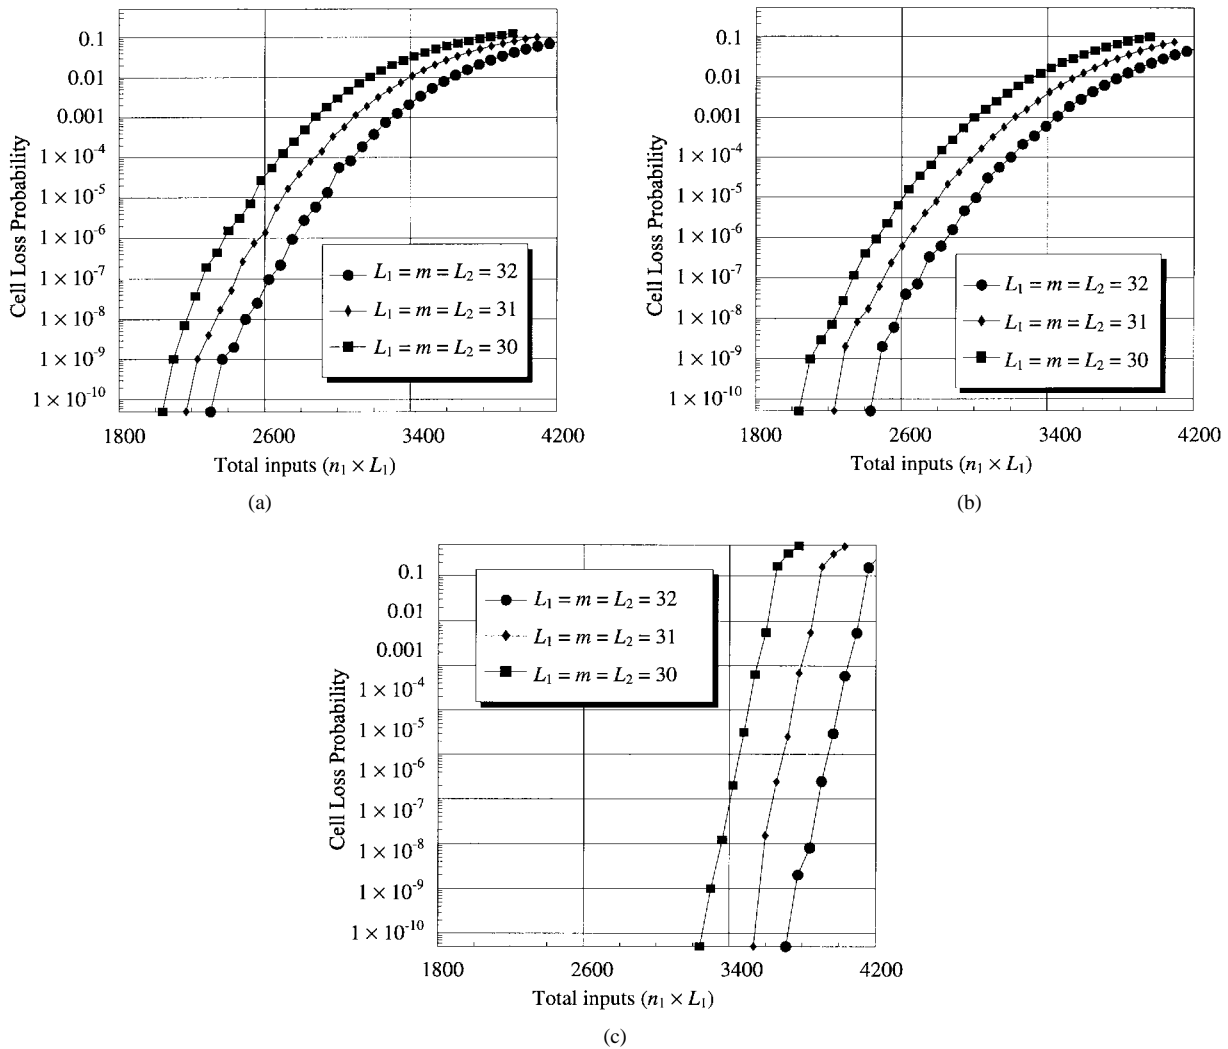 0.1
0.01
0.001
1 × 10⁻⁴
1 × 10⁻⁵
1 × 10⁻⁶
1 × 10⁻⁷
1 × 10⁻⁸
1 × 10⁻⁹
1 × 10⁻¹⁰
Cell Loss Probability
L₁ = m = L₂ = 32
L₁ = m = L₂ = 31
L₁ = m = L₂ = 30
1800 2600 3400 4200
Total inputs (n₁ × L₁)
(a)
0.1
0.01
0.001
1 × 10⁻⁴
1 × 10⁻⁵
1 × 10⁻⁶
1 × 10⁻⁷
1 × 10⁻⁸
1 × 10⁻⁹
1 × 10⁻¹⁰
Cell Loss Probability
L₁ = m = L₂ = 32
L₁ = m = L₂ = 31
L₁ = m = L₂ = 30
1800 2600 3400 4200
Total inputs (n₁ × L₁)
(b)
0.1
0.01
0.001
1 × 10⁻⁴
1 × 10⁻⁵
1 × 10⁻⁶
1 × 10⁻⁷
1 × 10⁻⁸
1 × 10⁻⁹
1 × 10⁻¹⁰
Cell Loss Probability
L₁ = m = L₂ = 32
L₁ = m = L₂ = 31
L₁ = m = L₂ = 30
1800 2600 3400 4200
Total inputs (n₁ × L₁)
(c)